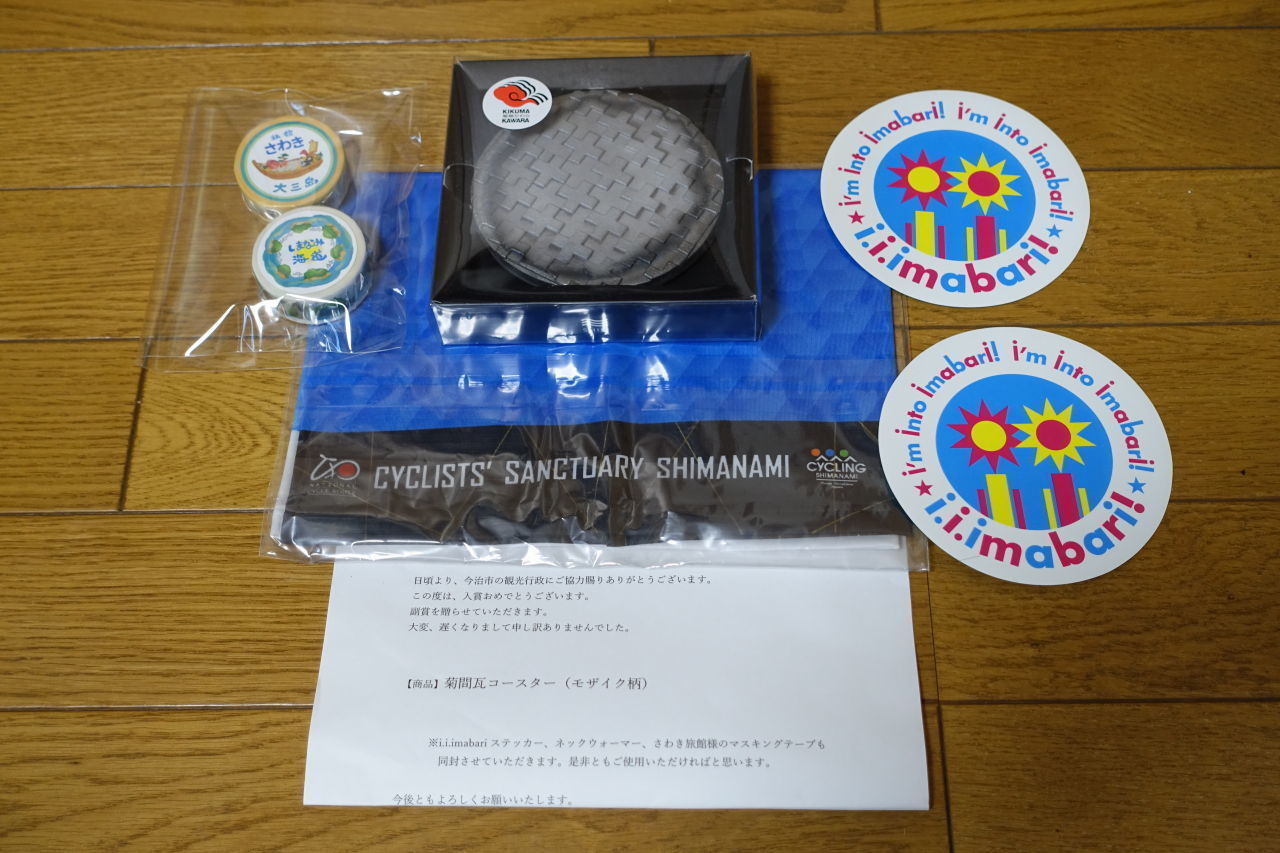 旅館
さわき
大三島
しまなみ
海道
KIKUMA
KAWARA
i'm into imabari! i'm into imabari!
i.i.imabari!
i'm into imabari! i'm into imabari!
i.i.imabari!
NATIONAL
CYCLE ROUTE
CYCLISTS' SANCTUARY SHIMANAMI
CYCLING
SHIMANAMI
日頃より、今治市の観光行政にご協力賜りありがとうございます。
この度は、入賞おめでとうございます。
副賞を贈らせていただきます。
大変、遅くなりまして申し訳ありませんでした。
【商品】菊間瓦コースター（モザイク柄）
※i.i.imabari ステッカー、ネックウォーマー、さわき旅館様のマスキングテープも
同封させていただきます。是非ともご使用いただければと思います。
今後ともよろしくお願いいたします。